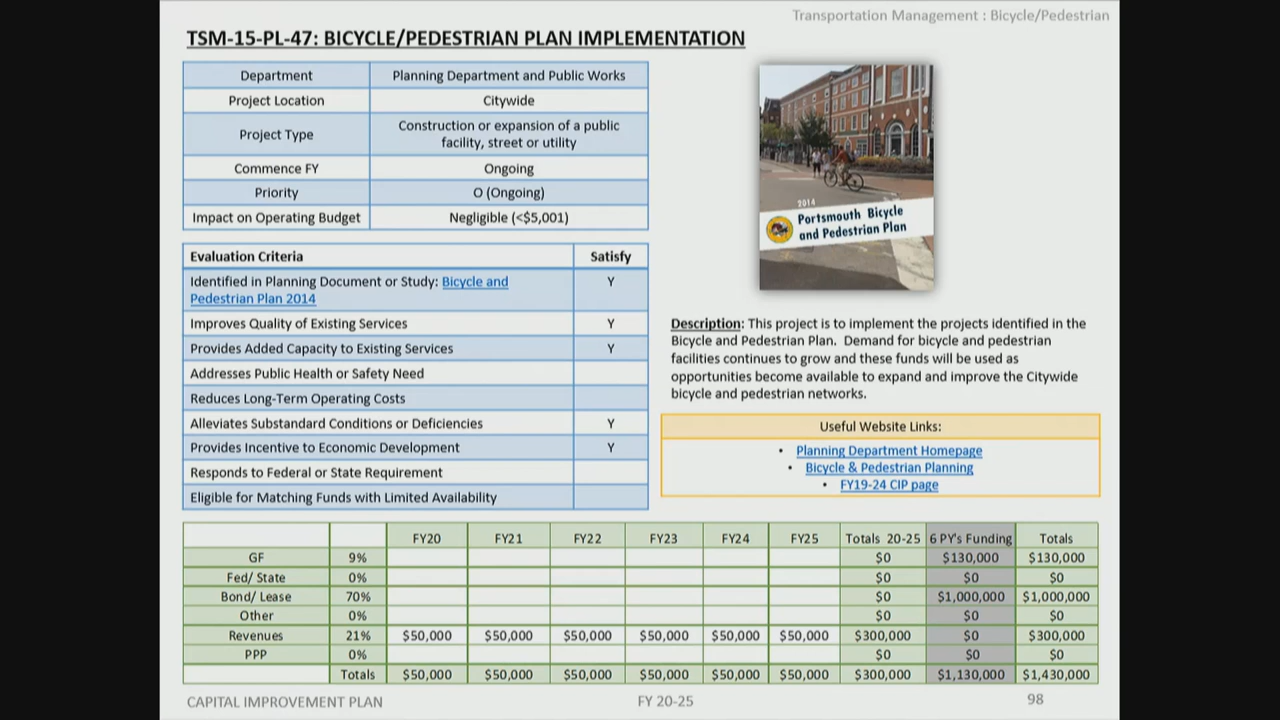 Transportation Management : Bicycle/Pedestrian
TSM-15-PL-47: BICYCLE/PEDESTRIAN PLAN IMPLEMENTATION
Department Planning Department and Public Works
Project Location Citywide
Project Type Construction or expansion of a public
facility, street or utility
Commence FY Ongoing
Priority O (Ongoing)
Impact on Operating Budget Negligible (<$5,001)
Evaluation Criteria Satisfy
Identified in Planning Document or Study: Bicycle and Y
Pedestrian Plan 2014
Improves Quality of Existing Services Y
Provides Added Capacity to Existing Services Y
Addresses Public Health or Safety Need
Reduces Long-Term Operating Costs
Alleviates Substandard Conditions or Deficiencies Y
Provides Incentive to Economic Development Y
Responds to Federal or State Requirement
Eligible for Matching Funds with Limited Availability
2014
Portsmouth Bicycle
and Pedestrian Plan
Description: This project is to implement the projects identified in the
Bicycle and Pedestrian Plan. Demand for bicycle and pedestrian
facilities continues to grow and these funds will be used as
opportunities become available to expand and improve the Citywide
bicycle and pedestrian networks.
Useful Website Links:
• Planning Department Homepage
• Bicycle & Pedestrian Planning
• FY19-24 CIP page
FY20 FY21 FY22 FY23 FY24 FY25 Totals 20-25 6 PY's Funding Totals
GF 9% $0 $130,000 $130,000
Fed/ State 0% $0 $0 $0
Bond/ Lease 70% $0 $1,000,000 $1,000,000
Other 0% $0 $0 $0
Revenues 21% $50,000 $50,000 $50,000 $50,000 $50,000 $50,000 $300,000 $0 $300,000
PPP 0% $0 $0 $0
Totals $50,000 $50,000 $50,000 $50,000 $50,000 $50,000 $300,000 $1,130,000 $1,430,000
CAPITAL IMPROVEMENT PLAN FY 20-25 98